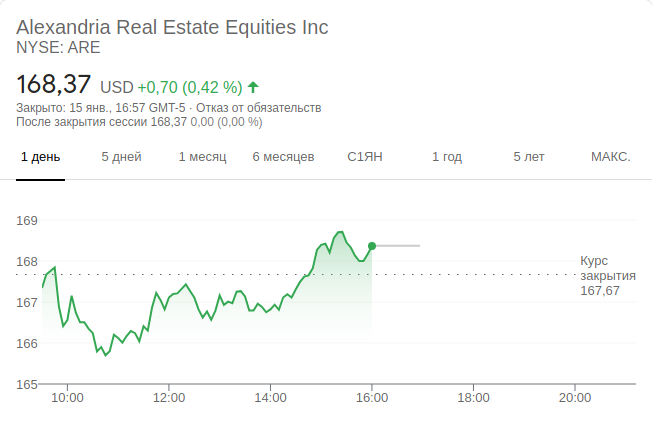 Alexandria Real Estate Equities Inc
NYSE: ARE
168,37 USD +0,70 (0,42 %)
Закрыто: 15 янв., 16:57 GMT-5 · Отказ от обязательств
После закрытия сессии 168,37 0,00 (0,00 %)
1 день 5 дней 1 месяц 6 месяцев С1ЯН 1 год 5 лет МАКС.
169
168
167
166
165
Курс
закрытия
167,67
10:00 12:00 14:00 16:00 18:00 20:00